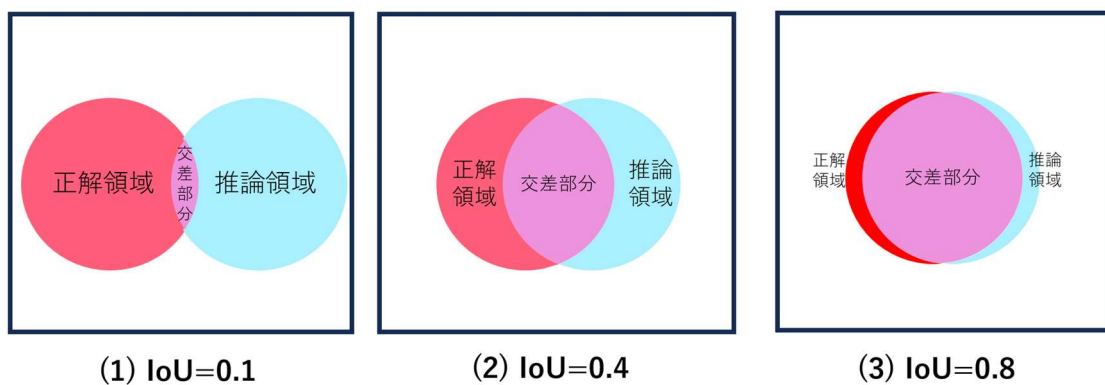 正解領域
交差部分
推論領域
(1) IoU=0.1
正解
領域
交差部分
推論
領域
(2) IoU=0.4
正解
領域
交差部分
推論
領域
(3) IoU=0.8